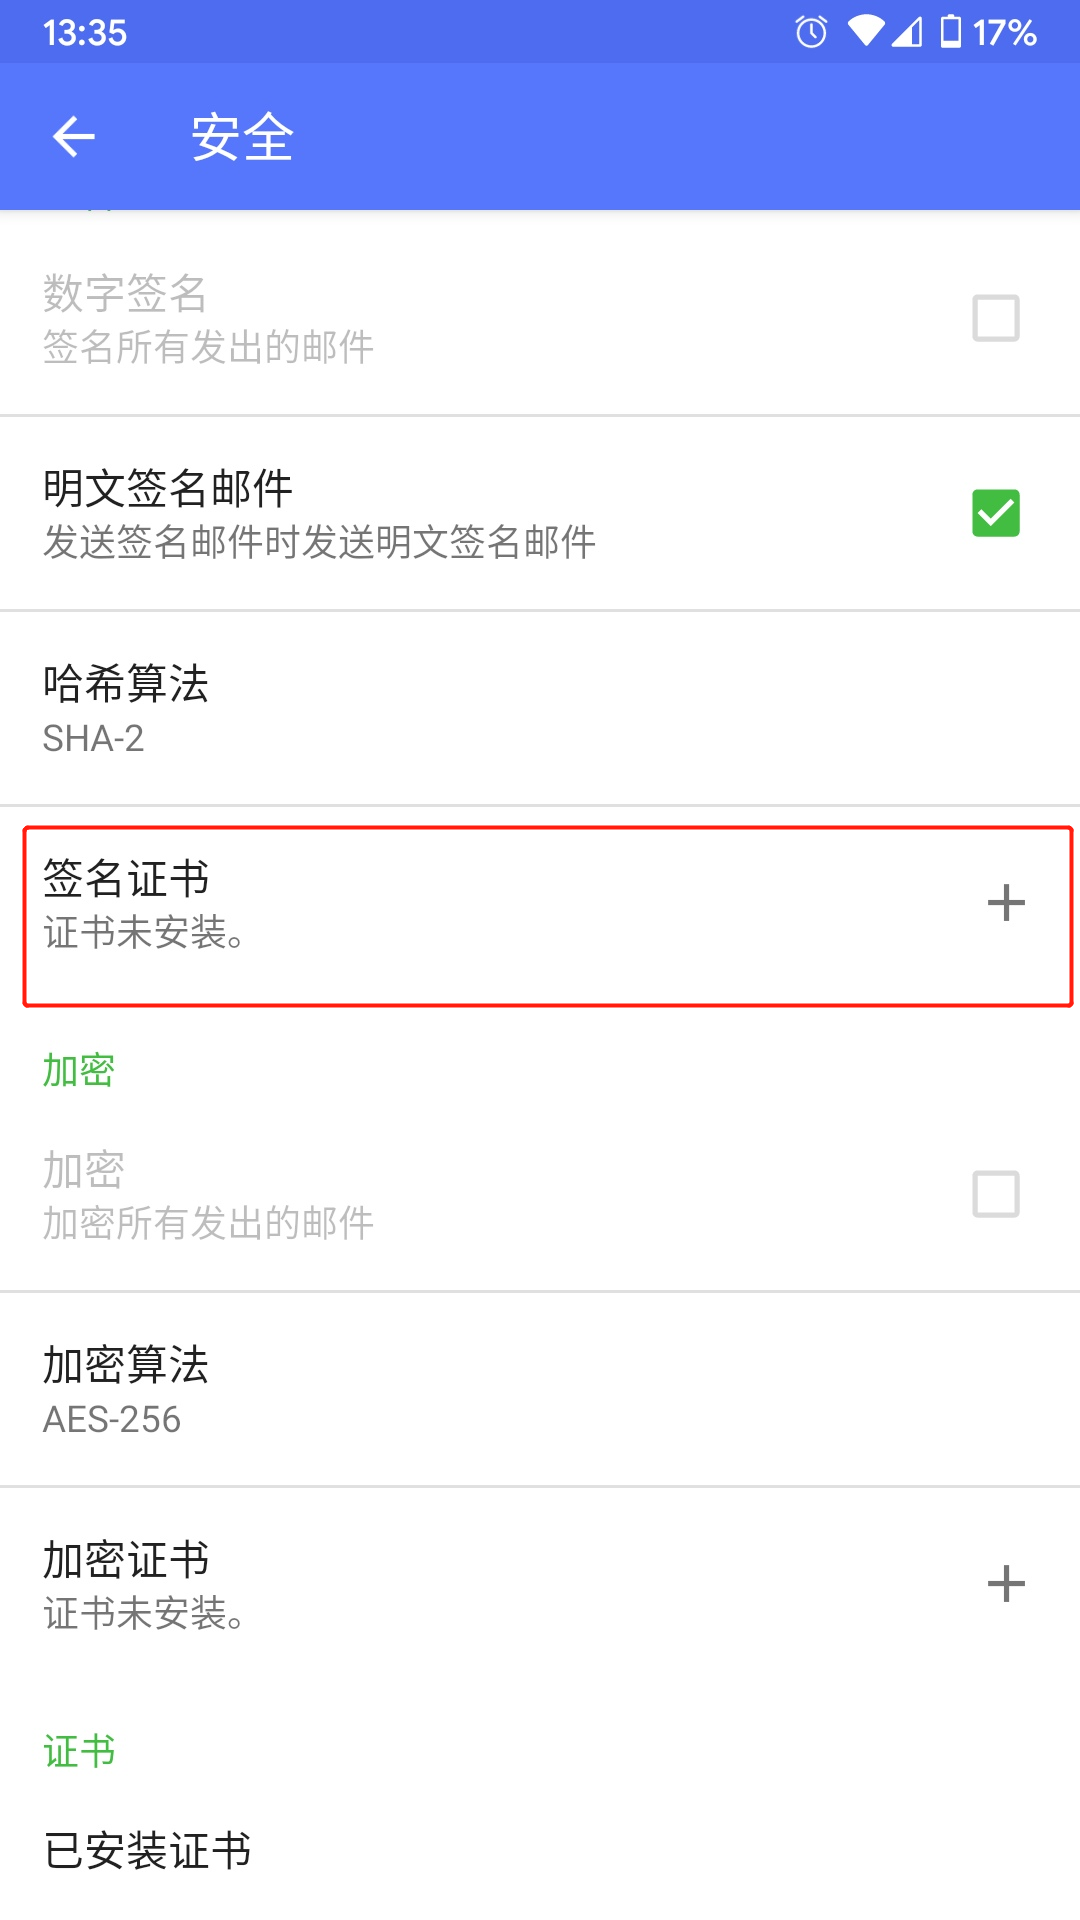 13:35
17%
安全
数字签名
签名所有发出的邮件
明文签名邮件
发送签名邮件时发送明文签名邮件
哈希算法
SHA-2
签名证书
证书未安装。
加密
加密
加密所有发出的邮件
加密算法
AES-256
加密证书
证书未安装。
证书
已安装证书